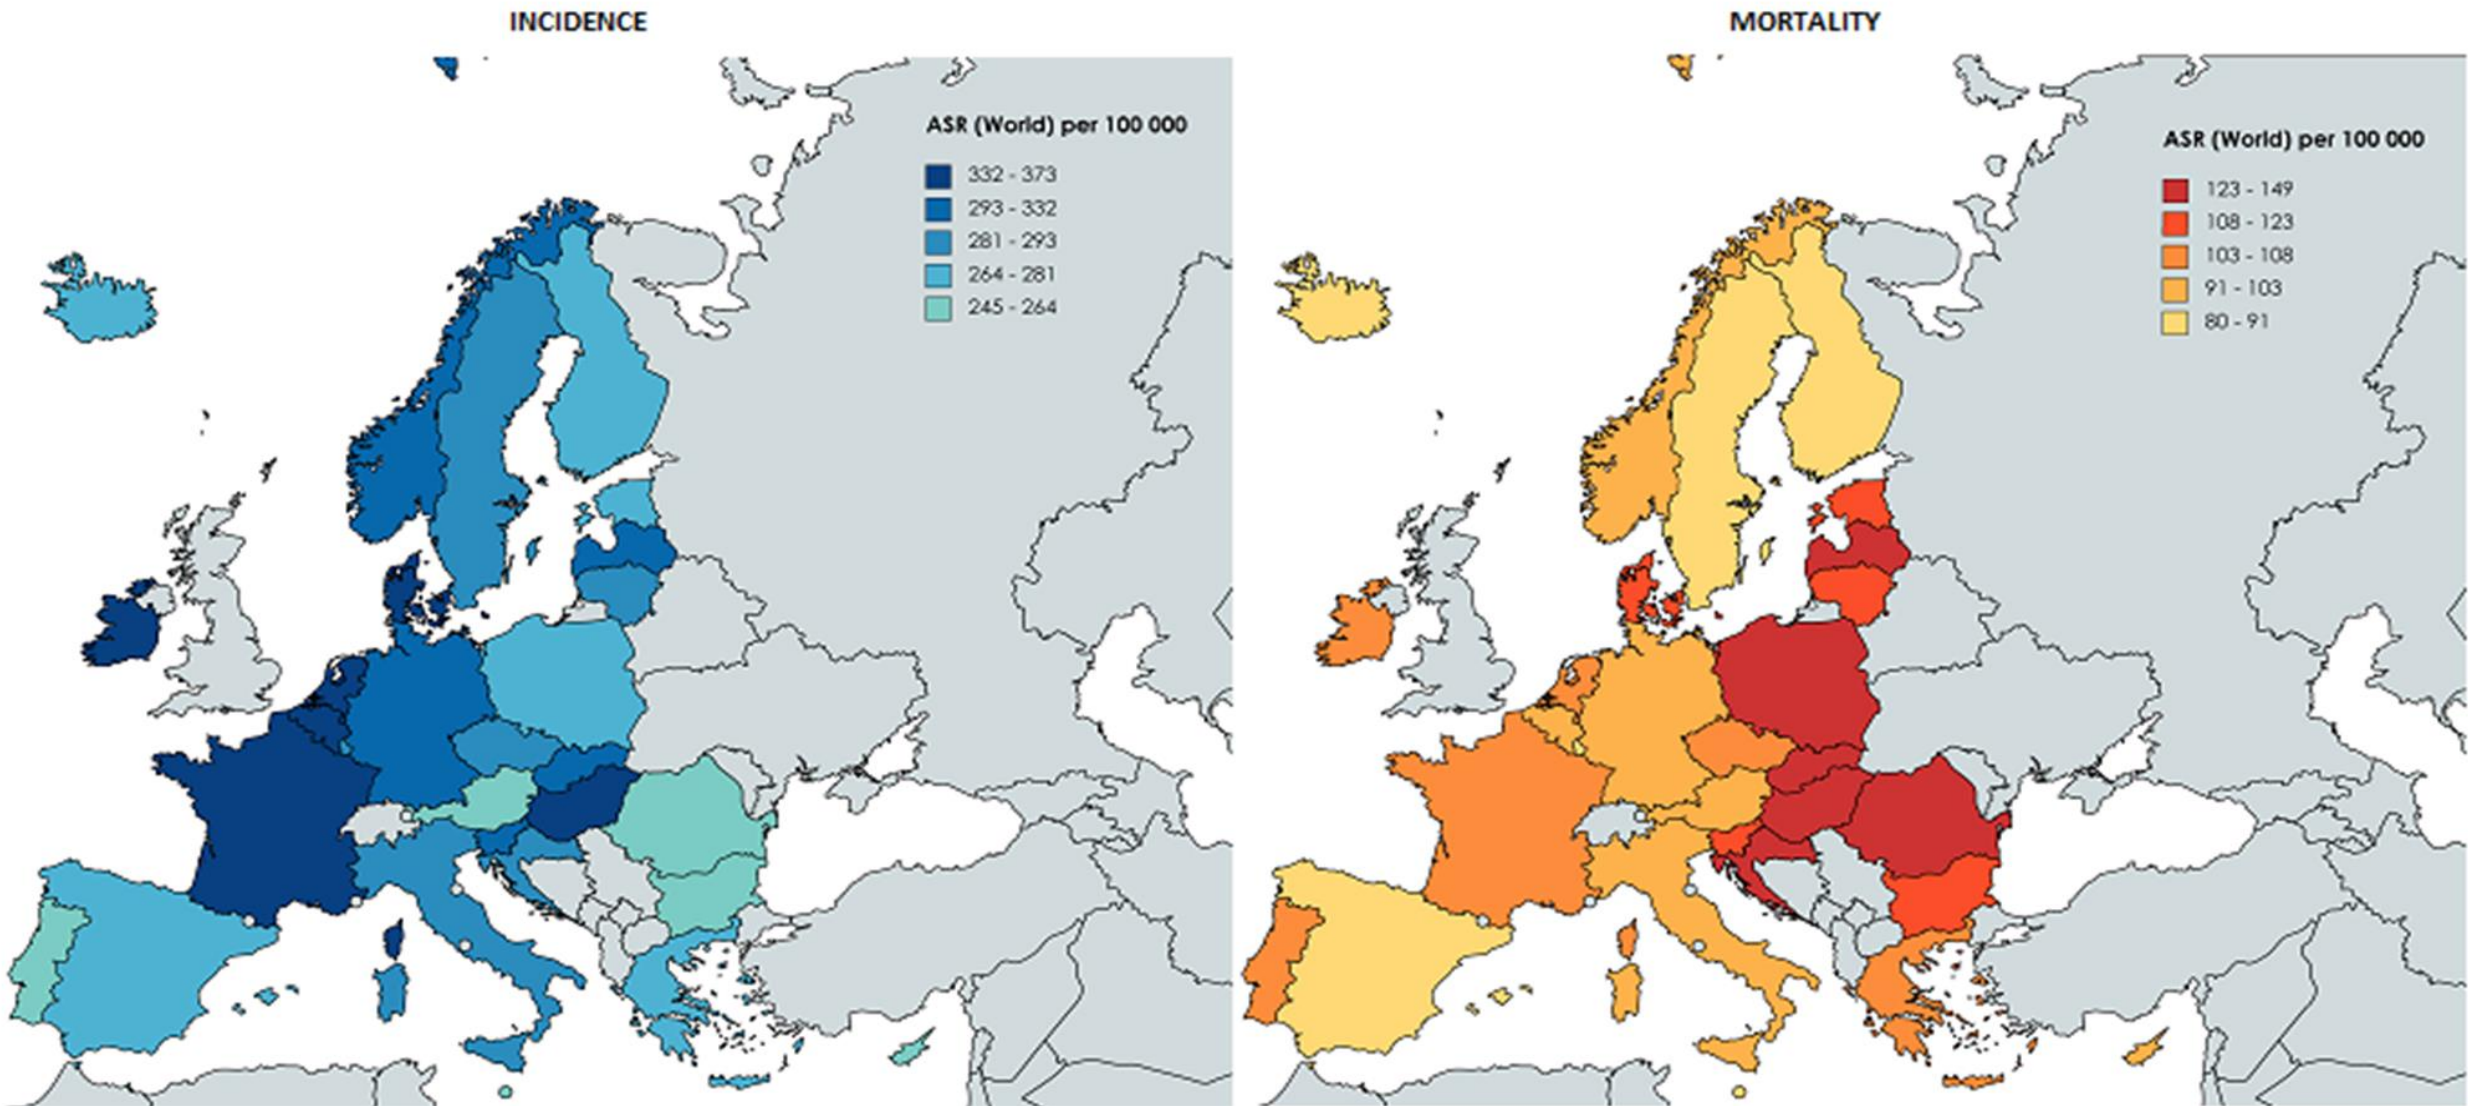 INCIDENCE
ASR (World) per 100 000
332 - 373
293 - 332
281 - 293
264 - 281
245 - 264
MORTALITY
ASR (World) per 100 000
123 - 149
108 - 123
103 - 108
91 - 103
80 - 91